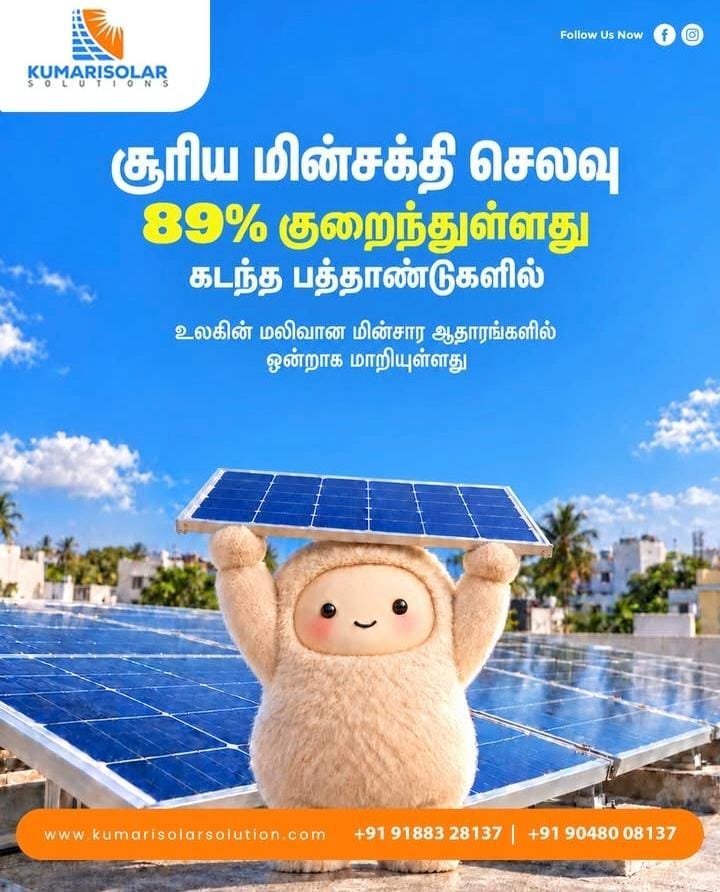 KUMARISOLAR
SOLUTIONS
Follow Us Now
சூரிய மின்சக்தி செலவு
89% குறைந்துள்ளது
கடந்த பத்தாண்டுகளில்
உலகின் மலிவான மின்சார ஆதாரங்களில்
ஒன்றாக மாறியுள்ளது
www.kumarisolarsolution.com +91 91883 28137 | +91 90480 08137